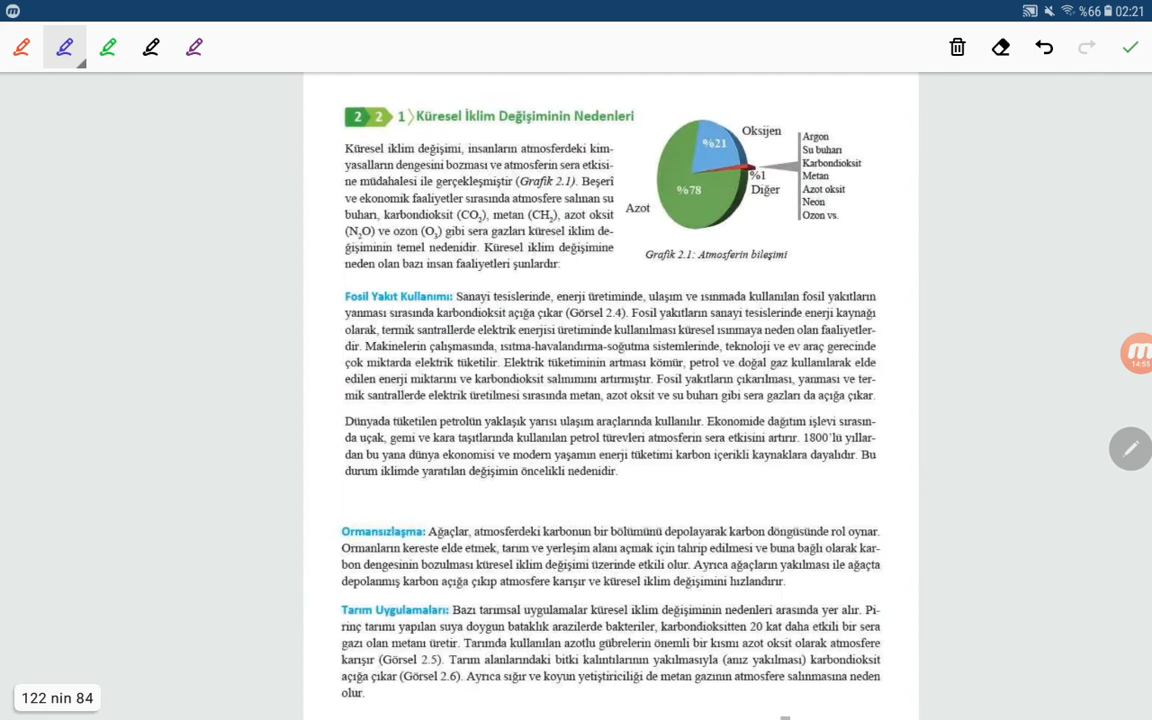 %66 02:21
2 2 1 Küresel İklim Değişiminin Nedenleri
Küresel iklim değişimi, insanların atmosferdeki kim-
yasalların dengesini bozması ve atmosferin sera etkisi-
ne müdahalesi ile gerçekleşmiştir (Grafik 2.1). Beşerî
ve ekonomik faaliyetler sırasında atmosfere salınan su
buharı, karbondioksit (CO₂), metan (CH₂), azot oksit
(N₂O) ve ozon (O₃) gibi sera gazları küresel iklim de-
ğişiminin temel nedenidir. Küresel iklim değişimine
neden olan bazı insan faaliyetleri şunlardır:
Oksijen
%21
%78
Azot
%1
Diğer
Argon
Su buharı
Karbondioksit
Metan
Azot oksit
Neon
Ozon vs.
Grafik 2.1: Atmosferin bileşimi
Fosil Yakıt Kullanımı: Sanayi tesislerinde, enerji üretiminde, ulaşım ve ısınmada kullanılan fosil yakıtların
yanması sırasında karbondioksit açığa çıkar (Görsel 2.4). Fosil yakıtların sanayi tesislerinde enerji kaynağı
olarak, termik santrallerde elektrik enerjisi üretiminde kullanılması küresel ısınmaya neden olan faaliyetler-
dir. Makinelerin çalışmasında, ısıtma-havalandırma-soğutma sistemlerinde, teknoloji ve ev araç gerecinde
çok miktarda elektrik tüketilir. Elektrik tüketiminin artması kömür, petrol ve doğal gaz kullanılarak elde
edilen enerji miktarını ve karbondioksit salınımını artırmıştır. Fosil yakıtların çıkarılması, yanması ve ter-
mik santrallerde elektrik üretilmesi sırasında metan, azot oksit ve su buharı gibi sera gazları da açığa çıkar.
Dünyada tüketilen petrolün yaklaşık yarısı ulaşım araçlarında kullanılır. Ekonomide dağıtım işlevi sırasın-
da uçak, gemi ve kara taşıtlarında kullanılan petrol türevleri atmosferin sera etkisini artırır. 1800'lü yıllar-
dan bu yana dünya ekonomisi ve modern yaşamın enerji tüketimi karbon içerikli kaynaklara dayalıdır. Bu
durum iklimde yaratılan değişimin öncelikli nedenidir.
Ormansızlaşma: Ağaçlar, atmosferdeki karbonun bir bölümünü depolayarak karbon döngüsünde rol oynar.
Ormanların kereste elde etmek, tarım ve yerleşim alanı açmak için tahrip edilmesi ve buna bağlı olarak kar-
bon dengesinin bozulması küresel iklim değişimi üzerinde etkili olur. Ayrıca ağaçların yakılması ile ağaçta
depolanmış karbon açığa çıkıp atmosfere karışır ve küresel iklim değişimini hızlandırır.
Tarım Uygulamaları: Bazı tarımsal uygulamalar küresel iklim değişiminin nedenleri arasında yer alır. Pi-
rinç tarımı yapılan suya doygun bataklık arazilerde bakteriler, karbondioksitten 20 kat daha etkili bir sera
gazı olan metanı üretir. Tarımda kullanılan azotlu gübrelerin önemli bir kısmı azot oksit olarak atmosfere
karışır (Görsel 2.5). Tarım alanlarındaki bitki kalıntılarının yakılmasıyla (anız yakılması) karbondioksit
açığa çıkar (Görsel 2.6). Ayrıca sığır ve koyun yetiştiriciliği de metan gazının atmosfere salınmasına neden
olur.
14:55
122 nin 84